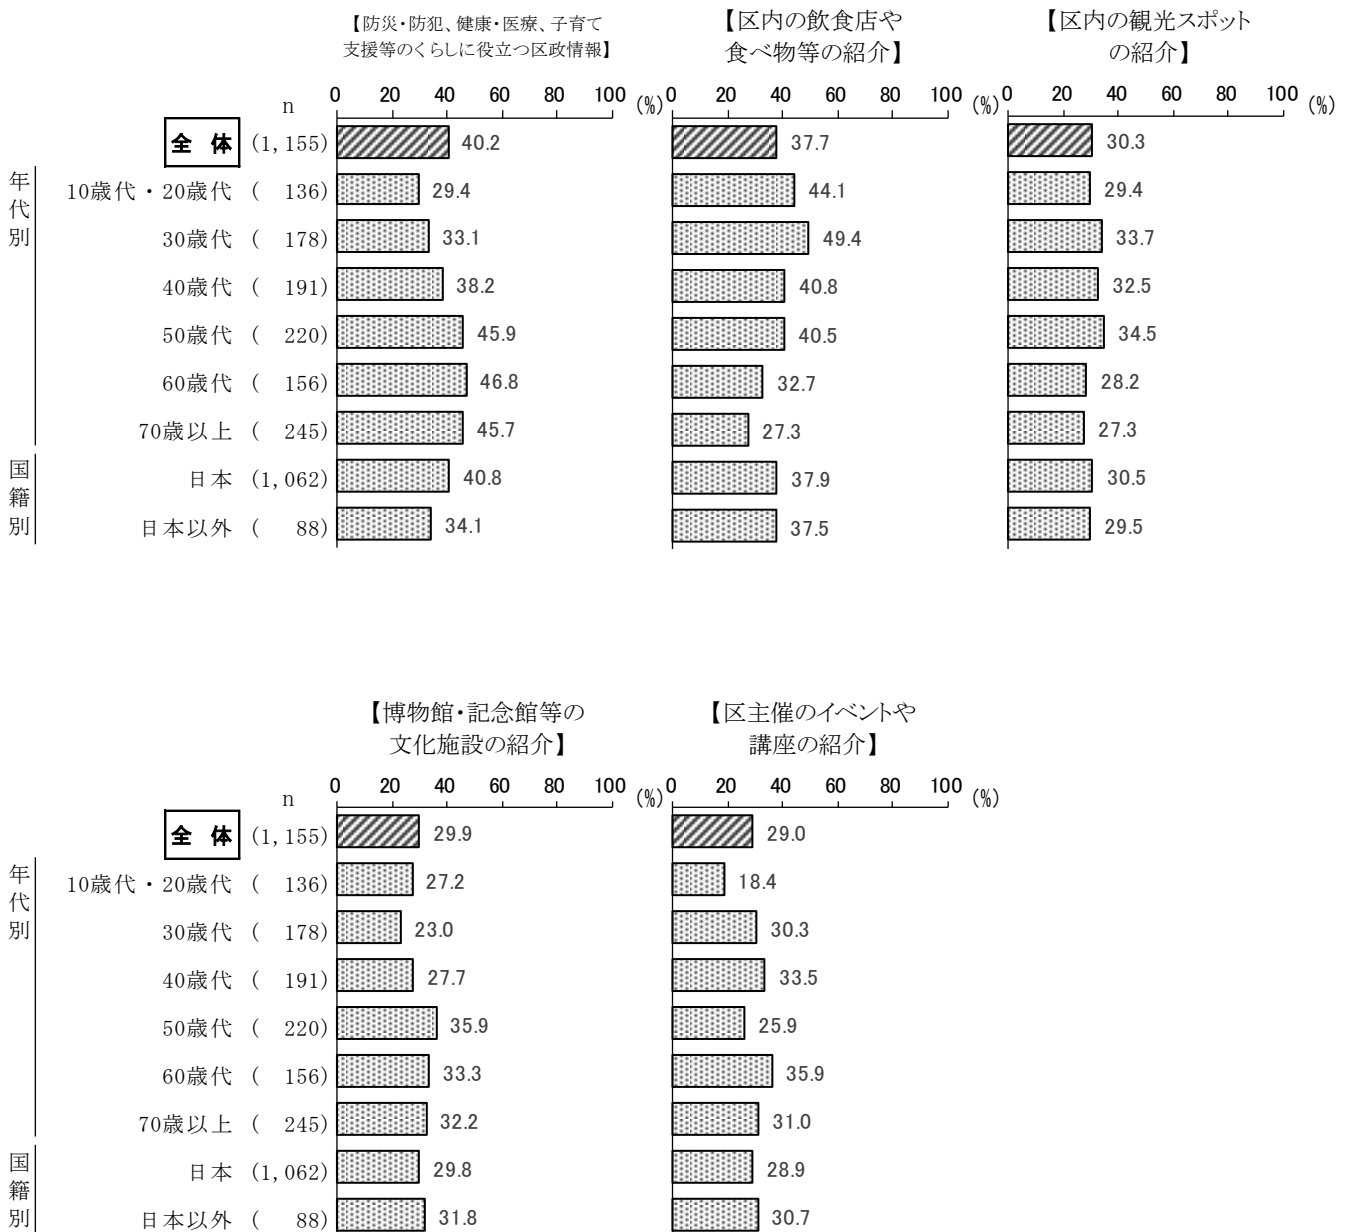 【防災・防犯、健康・医療、子育て
支援等のくらしに役立つ区政情報】
【区内の飲食店や
食べ物等の紹介】
【区内の観光スポット
の紹介】
n 0 20 40 60 80 100 (%) 0 20 40 60 80 100 (%) 0 20 40 60 80 100 (%)
全 体 (1,155) 40.2 37.7 30.3
年代別
10歳代・20歳代 ( 136) 29.4 44.1 29.4
30歳代 ( 178) 33.1 49.4 33.7
40歳代 ( 191) 38.2 40.8 32.5
50歳代 ( 220) 45.9 40.5 34.5
60歳代 ( 156) 46.8 32.7 28.2
70歳以上 ( 245) 45.7 27.3 27.3
国籍別
日本 (1,062) 40.8 37.9 30.5
日本以外 ( 88) 34.1 37.5 29.5
【博物館・記念館等の
文化施設の紹介】
【区主催のイベントや
講座の紹介】
n 0 20 40 60 80 100 (%) 0 20 40 60 80 100 (%)
全 体 (1,155) 29.9 29.0
年代別
10歳代・20歳代 ( 136) 27.2 18.4
30歳代 ( 178) 23.0 30.3
40歳代 ( 191) 27.7 33.5
50歳代 ( 220) 35.9 25.9
60歳代 ( 156) 33.3 35.9
70歳以上 ( 245) 32.2 31.0
国籍別
日本 (1,062) 29.8 28.9
日本以外 ( 88) 31.8 30.7